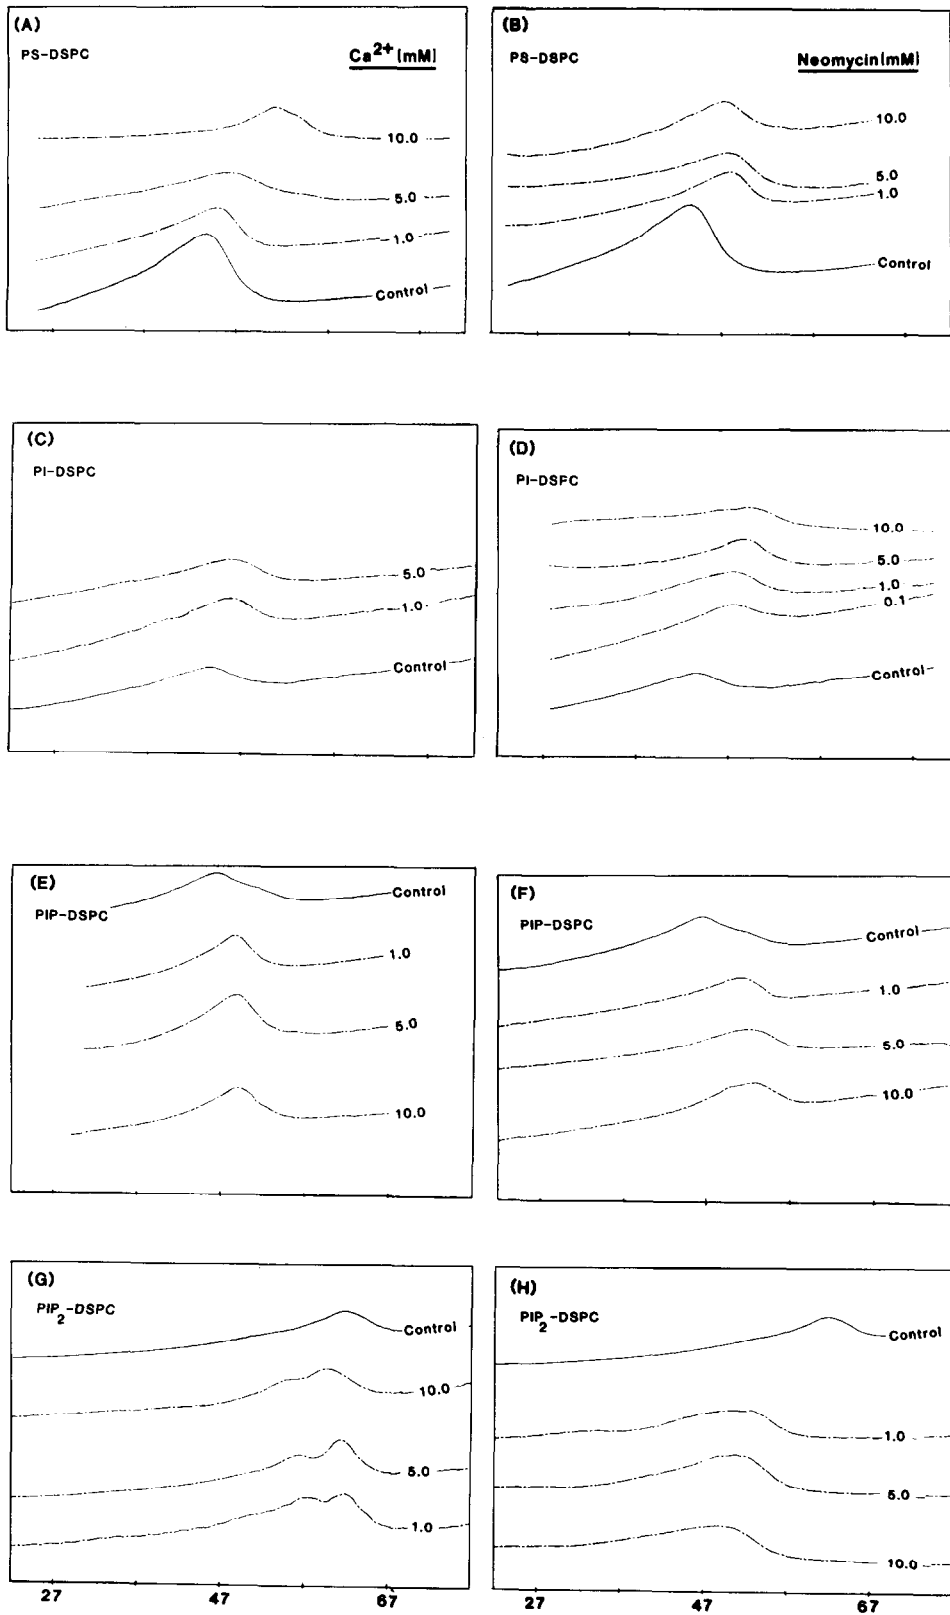 (A)
PS-DSPC
Ca²⁺(mM)
10.0
5.0
1.0
Control
(B)
PS-DSPC
Neomycin(mM)
10.0
5.0
1.0
Control
(C)
PI-DSPC
5.0
1.0
Control
(D)
PI-DSPC
10.0
5.0
1.0
0.1
Control
(E)
PIP-DSPC
Control
1.0
5.0
10.0
(F)
PIP-DSPC
Control
1.0
5.0
10.0
(G)
PIP₂-DSPC
Control
10.0
5.0
1.0
27 47 67
(H)
PIP₂-DSPC
Control
1.0
5.0
10.0
27 47 67